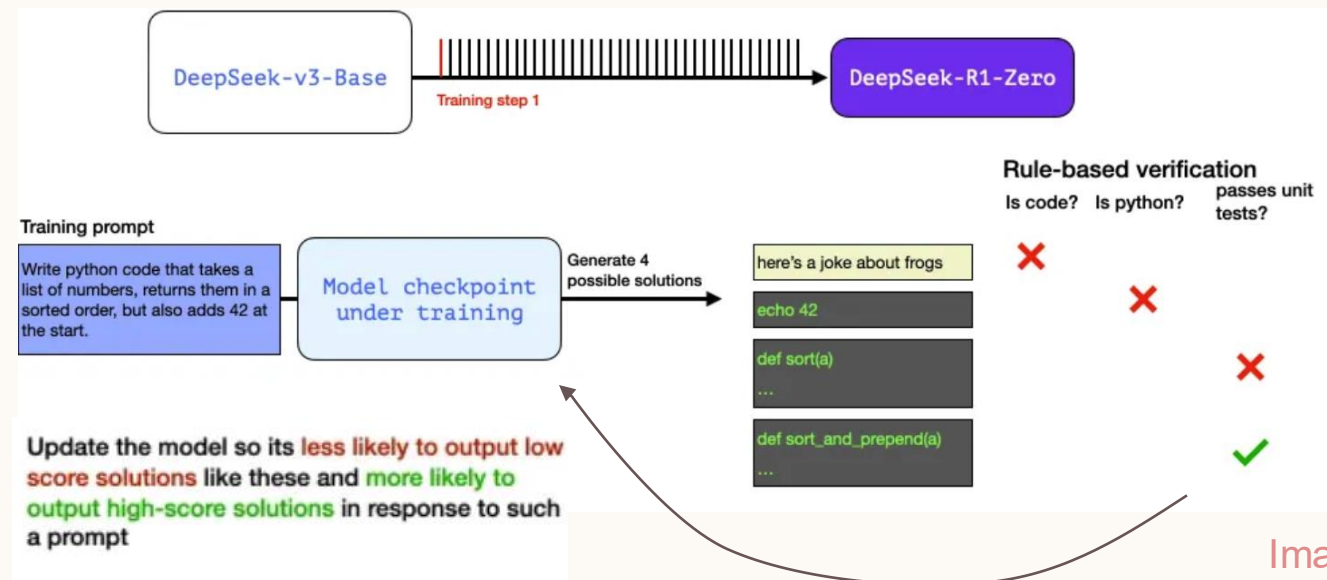 DeepSeek-v3-Base
DeepSeek-R1-Zero
Training step 1
Rule-based verification
Is code? Is python? passes unit
tests?
Training prompt
Write python code that takes a
list of numbers, returns them in a
sorted order, but also adds 42 at
the start.
Model checkpoint
under training
Generate 4
possible solutions
here's a joke about frogs
echo 42
def sort(a)
...
def sort_and_prepend(a)
...
Update the model so its less likely to output low
score solutions like these and more likely to
output high-score solutions in response to such
a prompt